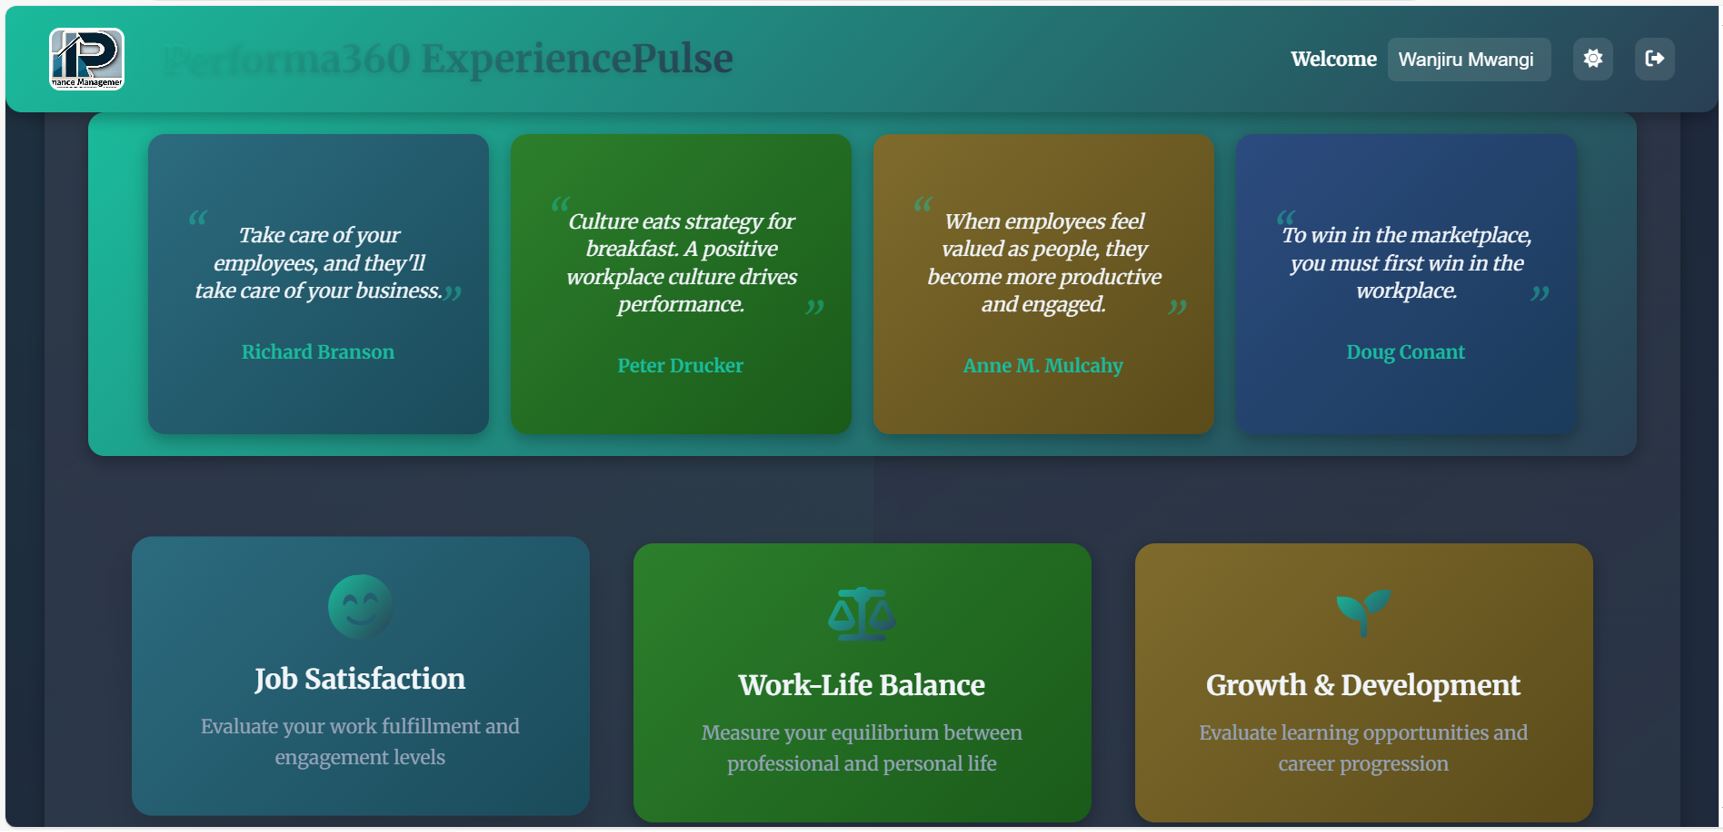 Performa360 ExperiencePulse
Welcome Wanjiru Mwangi
“ Take care of your
employees, and they'll
take care of your business.”
Richard Branson
“ Culture eats strategy for
breakfast. A positive
workplace culture drives
performance. ”
Peter Drucker
“ When employees feel
valued as people, they
become more productive
and engaged. ”
Anne M. Mulcahy
“ To win in the marketplace,
you must first win in the
workplace. ”
Doug Conant
Job Satisfaction
Evaluate your work fulfillment and
engagement levels
Work-Life Balance
Measure your equilibrium between
professional and personal life
Growth & Development
Evaluate learning opportunities and
career progression